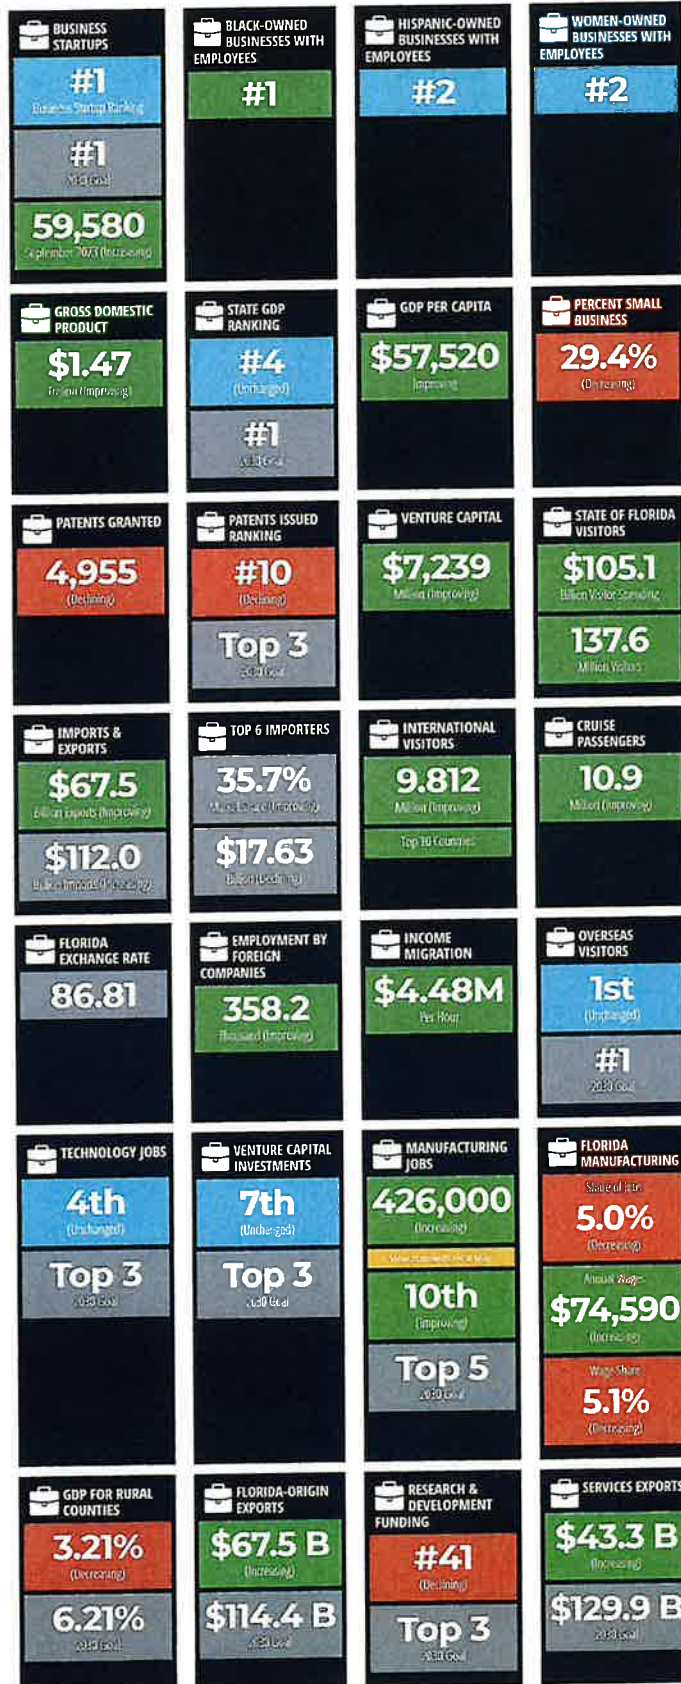 BUSINESS
STARTUPS
#1
Business Startup Ranking
#1
2030 Goal
59,580
September 2023 (Increasing)
BLACK-OWNED
BUSINESSES WITH
EMPLOYEES
#1
HISPANIC-OWNED
BUSINESSES WITH
EMPLOYEES
#2
WOMEN-OWNED
BUSINESSES WITH
EMPLOYEES
#2
GROSS DOMESTIC
PRODUCT
$1.47
Trillion (Improving)
STATE GDP
RANKING
#4
(Unchanged)
#1
2030 Goal
GDP PER CAPITA
$57,520
Improving
PERCENT SMALL
BUSINESS
29.4%
(Decreasing)
PATENTS GRANTED
4,955
(Declining)
PATENTS ISSUED
RANKING
#10
(Declining)
Top 3
2030 Goal
VENTURE CAPITAL
$7,239
Million (Improving)
STATE OF FLORIDA
VISITORS
$105.1
Billion Visitor Spending
137.6
Million Visitors
IMPORTS &
EXPORTS
$67.5
Billion Exports (Improving)
$112.0
Billion Imports (Increasing)
TOP 6 IMPORTERS
35.7%
(Improving)
$17.63
Billion (Declining)
INTERNATIONAL
VISITORS
9.812
Million (Improving)
Top 10 Countries
CRUISE
PASSENGERS
10.9
Million (Improving)
FLORIDA
EXCHANGE RATE
86.81
EMPLOYMENT BY
FOREIGN
COMPANIES
358.2
Thousand (Improving)
INCOME
MIGRATION
$4.48M
Per Hour
OVERSEAS
VISITORS
1st
(Unchanged)
#1
2030 Goal
TECHNOLOGY JOBS
4th
(Unchanged)
Top 3
2030 Goal
VENTURE CAPITAL
INVESTMENTS
7th
(Unchanged)
Top 3
2030 Goal
MANUFACTURING
JOBS
426,000
(Increasing)
10th
(Improving)
Top 5
2030 Goal
FLORIDA
MANUFACTURING
Share of Jobs
5.0%
(Decreasing)
Annual Wages
$74,590
(Increasing)
Wage Share
5.1%
(Decreasing)
GDP FOR RURAL
COUNTIES
3.21%
(Decreasing)
6.21%
2030 Goal
FLORIDA-ORIGIN
EXPORTS
$67.5 B
(Increasing)
$114.4 B
2030 Goal
RESEARCH &
DEVELOPMENT
FUNDING
#41
(Declining)
Top 3
2030 Goal
SERVICES EXPORTS
$43.3 B
(Increasing)
$129.9 B
2030 Goal